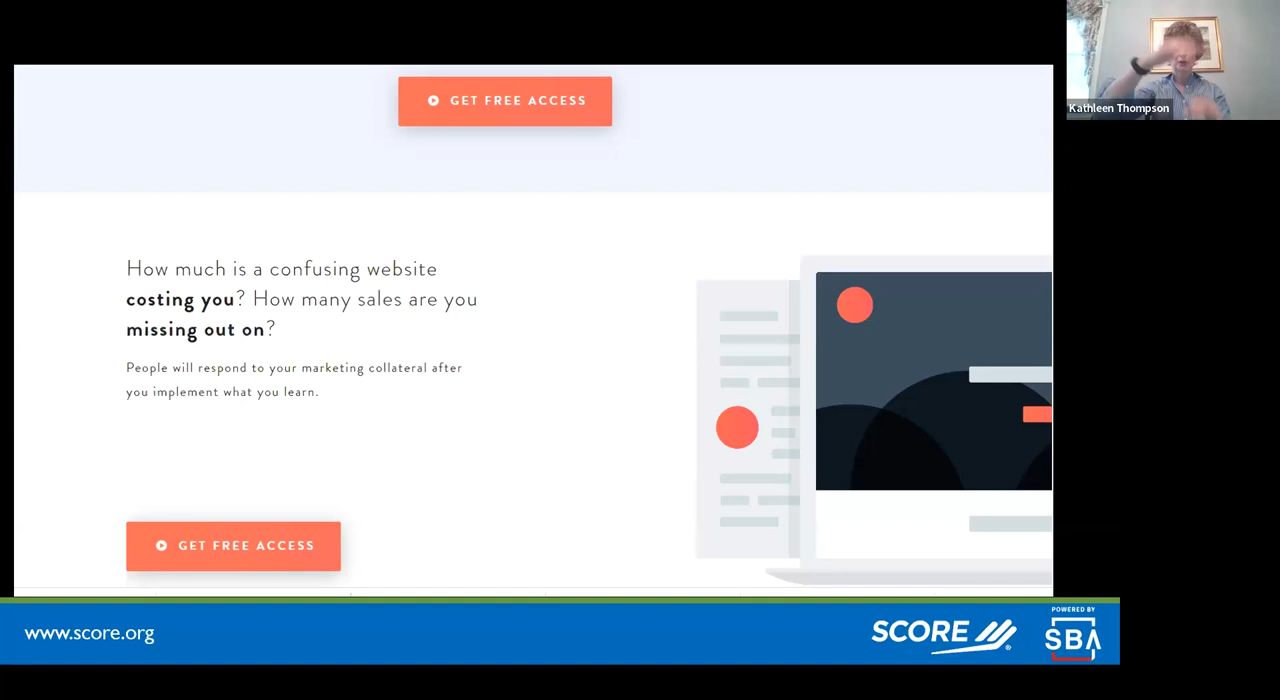 GET FREE ACCESS
Kathleen Thompson
How much is a confusing website
costing you? How many sales are you
missing out on?
People will respond to your marketing collateral after
you implement what you learn.
GET FREE ACCESS
www.score.org
SCORE
®
POWERED BY
SBA